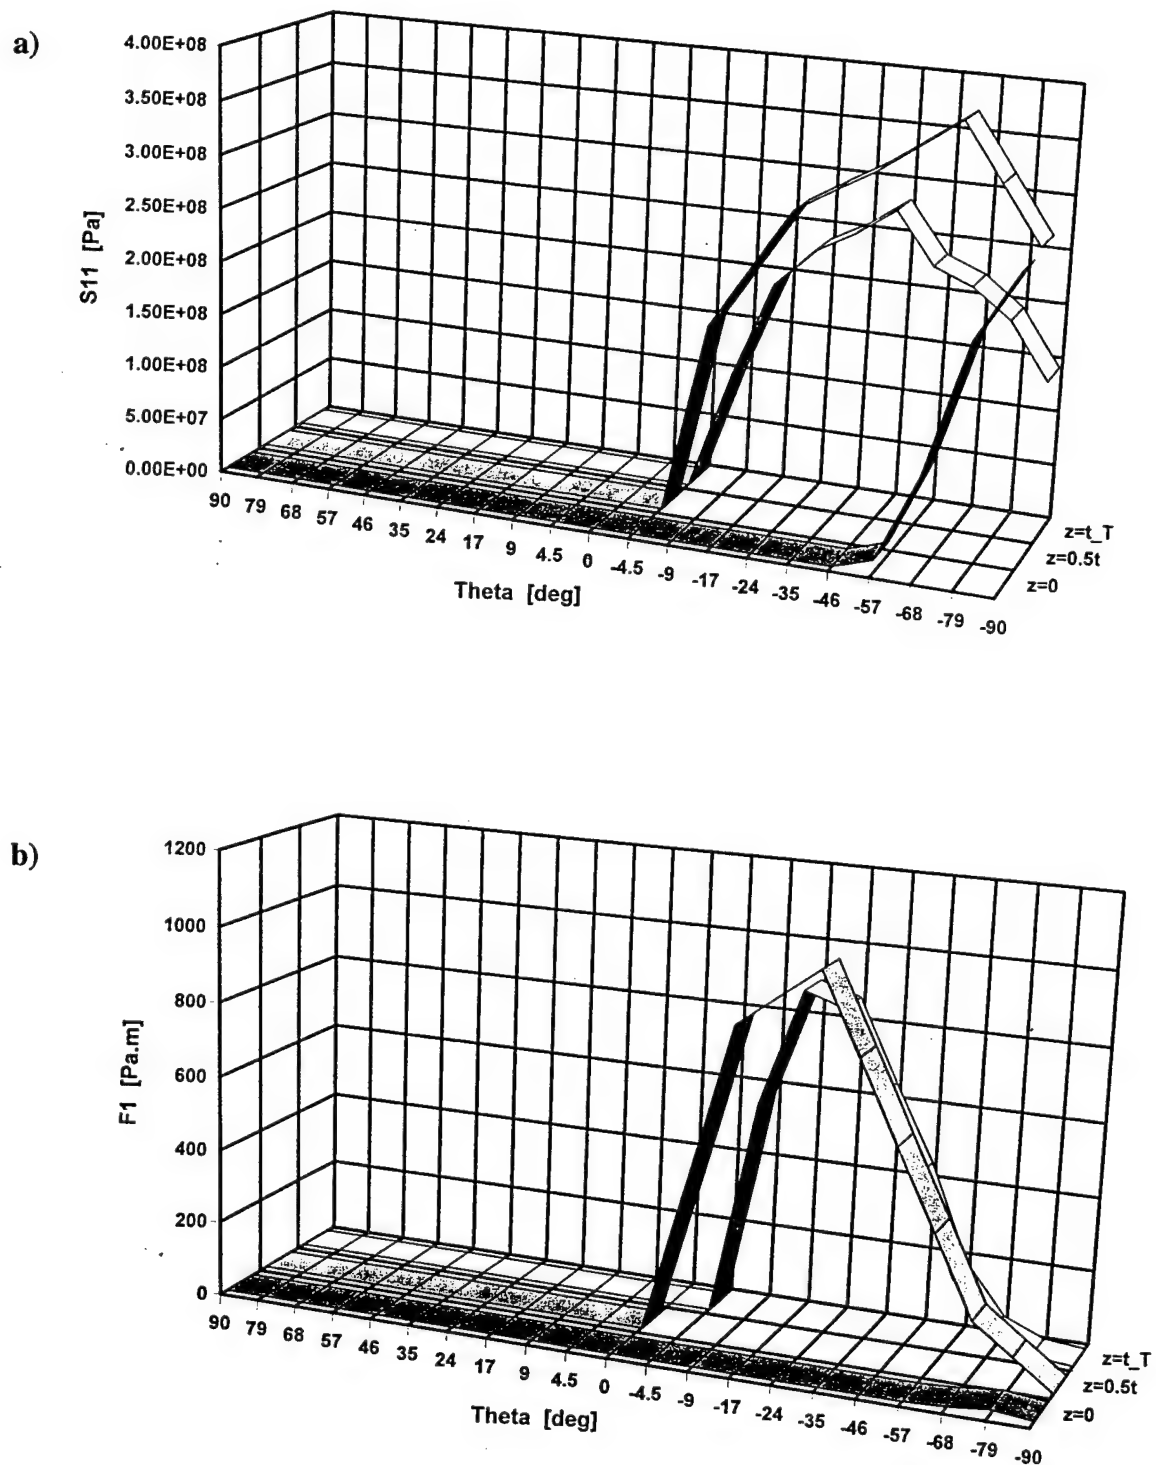 a)
4.00E+08
3.50E+08
3.00E+08
2.50E+08
2.00E+08
1.50E+08
1.00E+08
5.00E+07
0.00E+00
S11 [Pa]
90 79 68 57 46 35 24 17 9 4.5 0 -4.5 -9 -17 -24 -35 -46 -57 -68 -79 -90
Theta [deg]
z=t_T
z=0.5t
z=0
b)
1200
1000
800
600
400
200
0
F1 [Pa.m]
90 79 68 57 46 35 24 17 9 4.5 0 -4.5 -9 -17 -24 -35 -46 -57 -68 -79 -90
Theta [deg]
z=t_T
z=0.5t
z=0